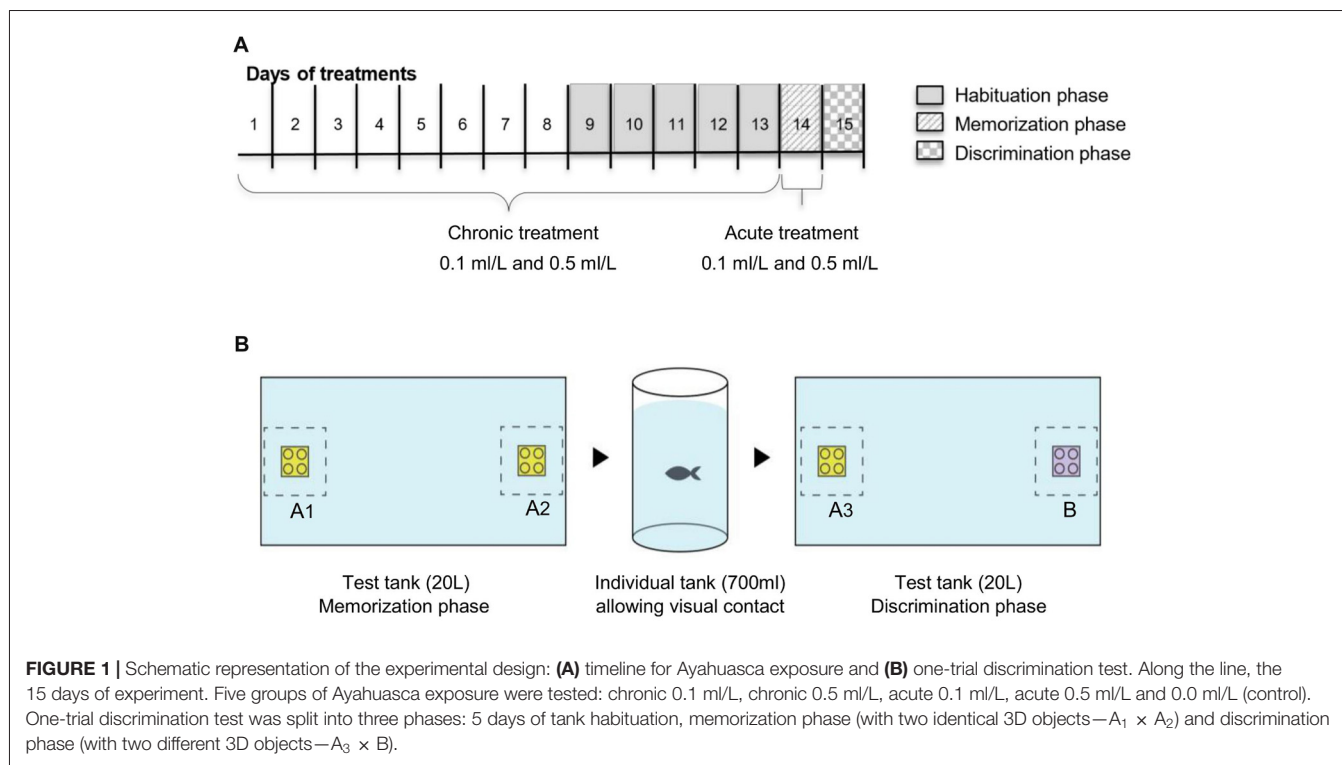 A
Days of treatments
1 2 3 4 5 6 7 8 9 10 11 12 13 14 15
Habituation phase
Memorization phase
Discrimination phase
Chronic treatment
0.1 ml/L and 0.5 ml/L
Acute treatment
0.1 ml/L and 0.5 ml/L
B
A1
A2
A3
B
Test tank (20L)
Memorization phase
Individual tank (700ml)
allowing visual contact
Test tank (20L)
Discrimination phase
FIGURE 1 | Schematic representation of the experimental design: (A) timeline for Ayahuasca exposure and (B) one-trial discrimination test. Along the line, the
15 days of experiment. Five groups of Ayahuasca exposure were tested: chronic 0.1 ml/L, chronic 0.5 ml/L, acute 0.1 ml/L, acute 0.5 ml/L and 0.0 ml/L (control).
One-trial discrimination test was split into three phases: 5 days of tank habituation, memorization phase (with two identical 3D objects—A₁ × A₂) and discrimination
phase (with two different 3D objects—A₃ × B).